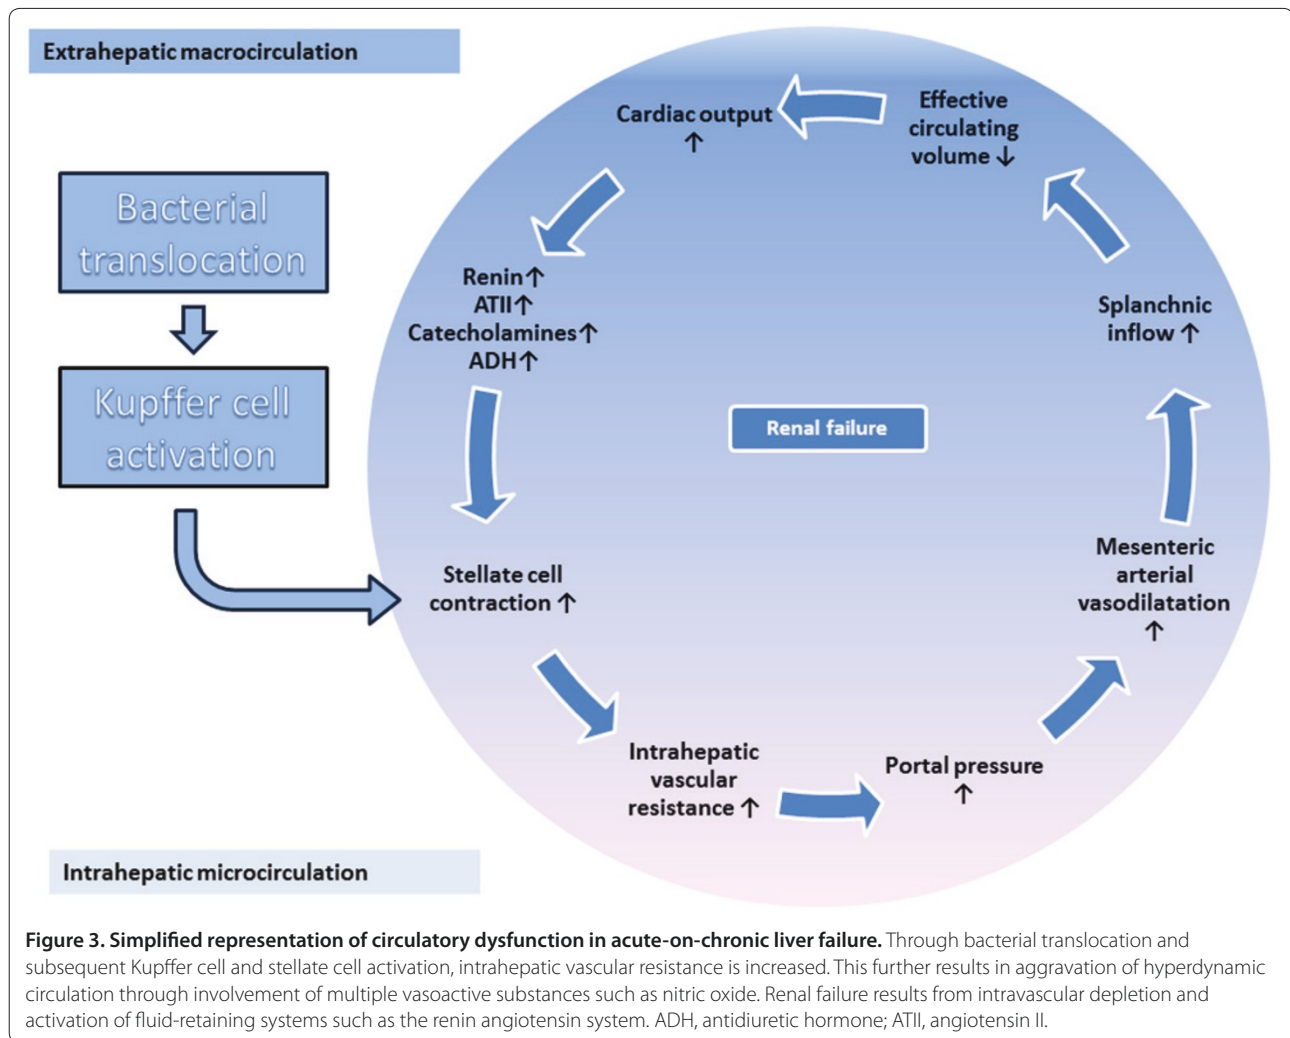 Extrahepatic macrocirculation
Bacterial
translocation
Kupffer cell
activation
Cardiac output
↑
Effective
circulating
volume ↓
Renin↑
ATII↑
Catecholamines↑
ADH↑
Splanchnic
inflow ↑
Renal failure
Stellate cell
contraction ↑
Mesenteric
arterial
vasodilatation
↑
Intrahepatic
vascular
resistance ↑
Portal pressure
↑
Intrahepatic microcirculation
Figure 3. Simplified representation of circulatory dysfunction in acute-on-chronic liver failure. Through bacterial translocation and
subsequent Kupffer cell and stellate cell activation, intrahepatic vascular resistance is increased. This further results in aggravation of hyperdynamic
circulation through involvement of multiple vasoactive substances such as nitric oxide. Renal failure results from intravascular depletion and
activation of fluid-retaining systems such as the renin angiotensin system. ADH, antidiuretic hormone; ATII, angiotensin II.